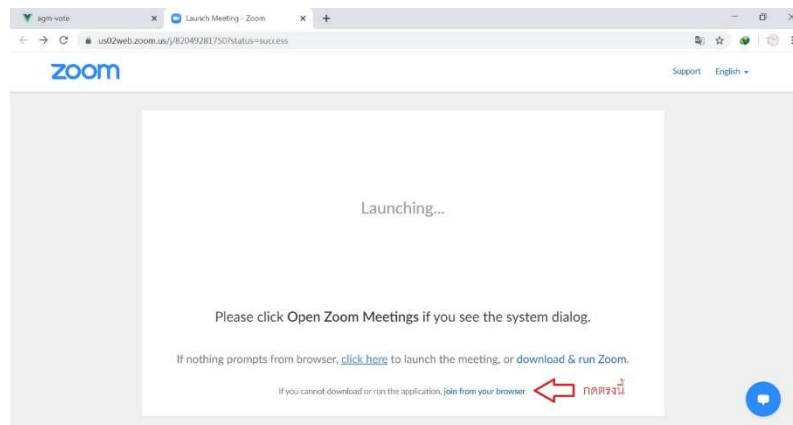 agm-vote
Launch Meeting - Zoom
us02web.zoom.us/j/82049281750?status=success
zoom
Support English
Launching...
Please click Open Zoom Meetings if you see the system dialog.
If nothing prompts from browser, click here to launch the meeting, or download & run Zoom.
If you cannot download or run the application, join from your browser.
กดตรงนี้